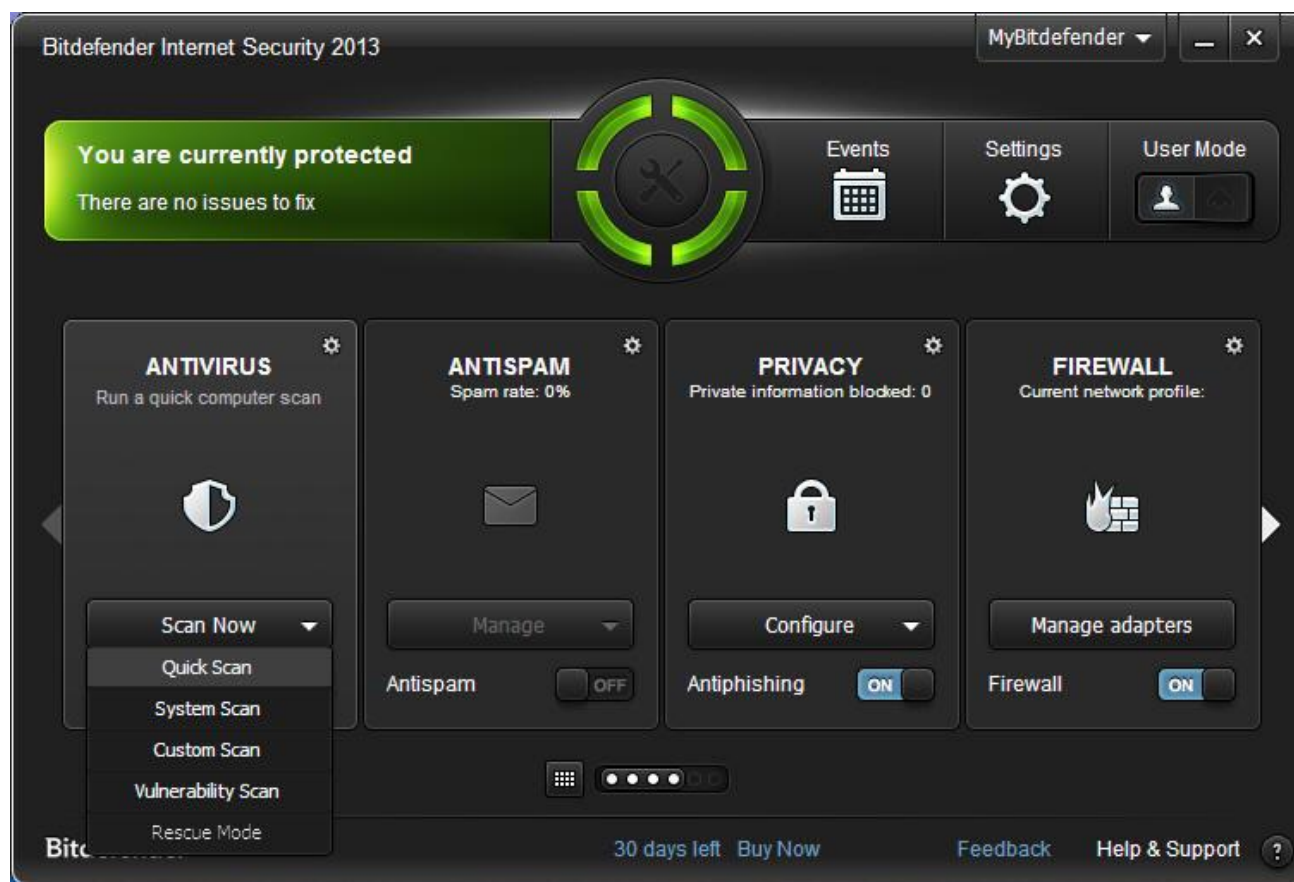 Bitdefender Internet Security 2013
MyBitdefender
You are currently protected
There are no issues to fix
Events
Settings
User Mode
ANTIVIRUS
Run a quick computer scan
Scan Now
Quick Scan
System Scan
Custom Scan
Vulnerability Scan
Rescue Mode
ANTISPAM
Spam rate: 0%
Manage
Antispam OFF
PRIVACY
Private information blocked: 0
Configure
Antiphishing ON
FIREWALL
Current network profile:
Manage adapters
Firewall ON
30 days left Buy Now
Feedback
Help & Support ?